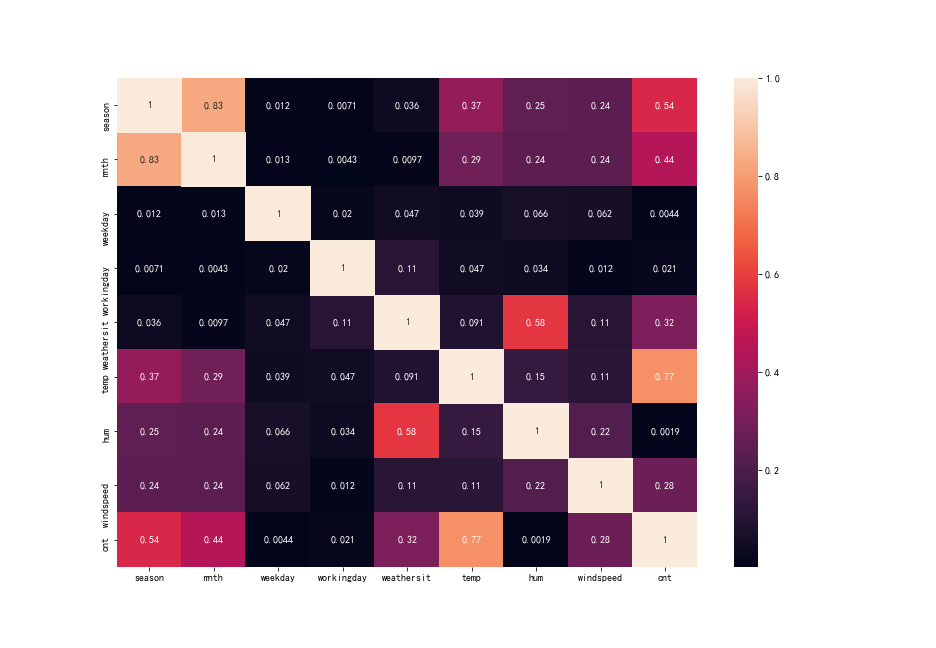 season 1 0.83 0.012 0.0071 0.036 0.37 0.25 0.24 0.54
mnth 0.83 1 0.013 0.0043 0.0097 0.29 0.24 0.24 0.44
weekday 0.012 0.013 1 0.02 0.047 0.039 0.066 0.062 0.0044
workingday 0.0071 0.0043 0.02 1 0.11 0.047 0.034 0.012 0.021
weathersit 0.036 0.0097 0.047 0.11 1 0.091 0.58 0.11 0.32
temp 0.37 0.29 0.039 0.047 0.091 1 0.15 0.11 0.77
hum 0.25 0.24 0.066 0.034 0.58 0.15 1 0.22 0.0019
windspeed 0.24 0.24 0.062 0.012 0.11 0.11 0.22 1 0.28
cnt 0.54 0.44 0.0044 0.021 0.32 0.77 0.0019 0.28 1
season mnth weekday workingday weathersit temp hum windspeed cnt
1.0
0.8
0.6
0.4
0.2